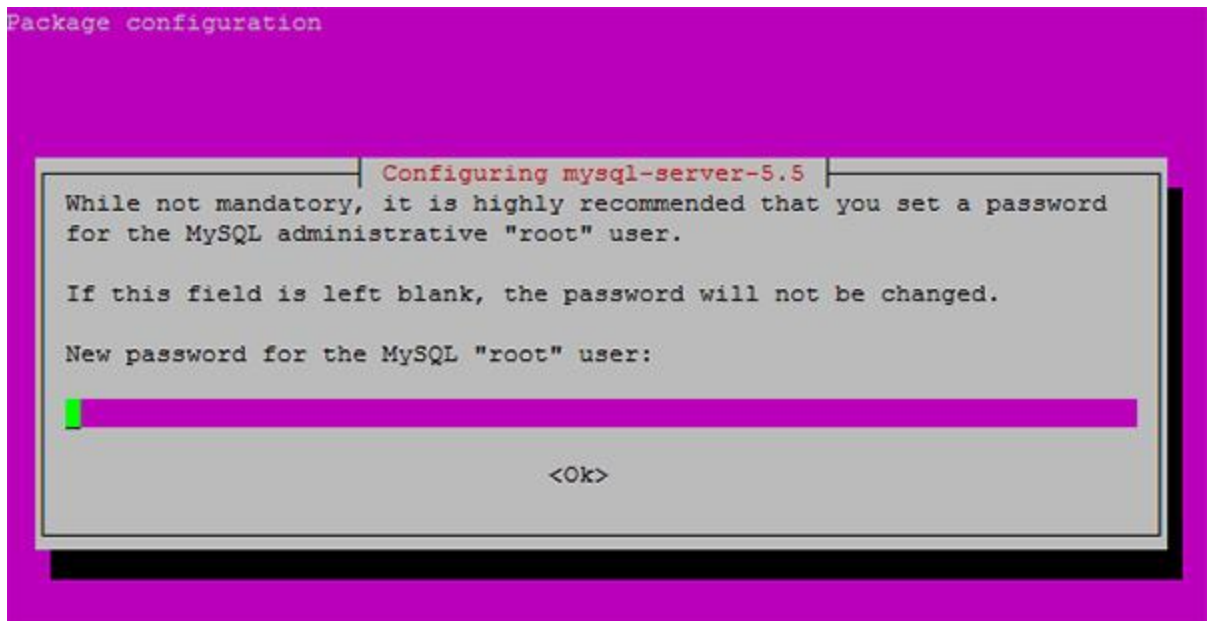 Package configuration
Configuring mysql-server-5.5
While not mandatory, it is highly recommended that you set a password
for the MySQL administrative "root" user.
If this field is left blank, the password will not be changed.
New password for the MySQL "root" user:
<Ok>